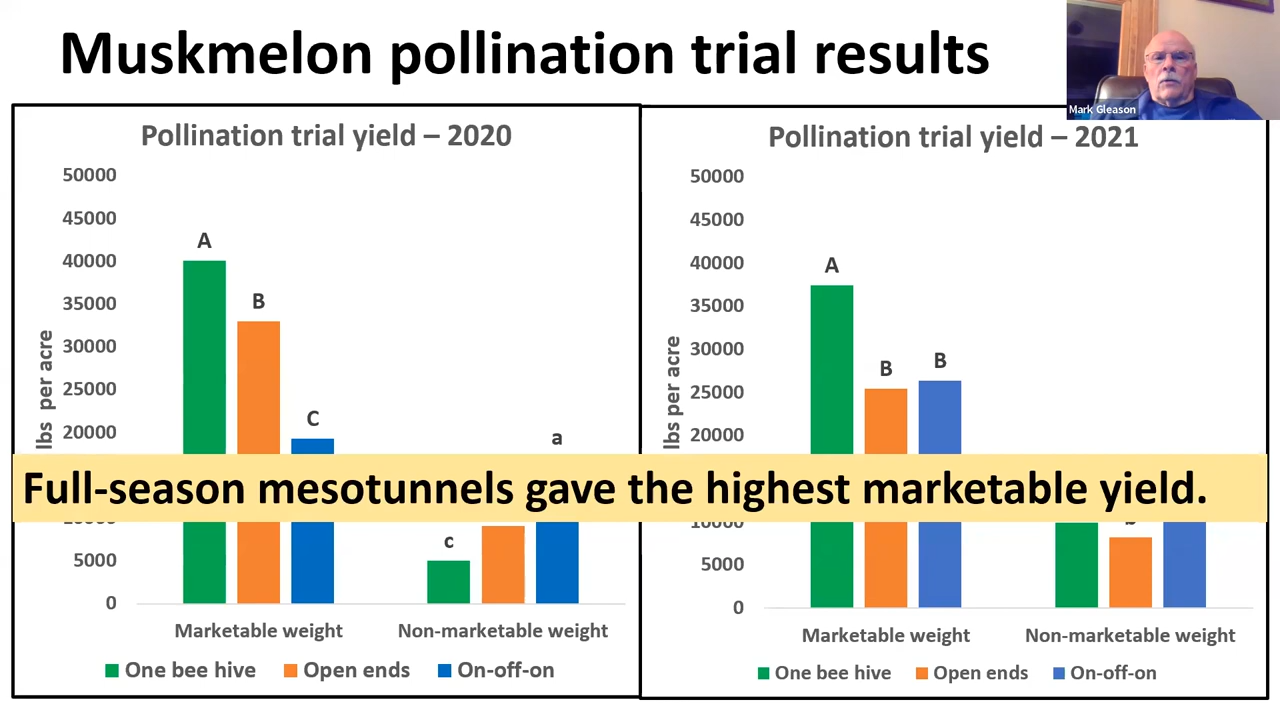 Muskmelon pollination trial results
Mark Gleason
Pollination trial yield – 2020
50000
45000
40000
35000
30000
25000
20000
5000
0
lbs per acre
A
B
C
c
a
Marketable weight
Non-marketable weight
One bee hive
Open ends
On-off-on
Pollination trial yield – 2021
50000
45000
40000
35000
30000
25000
20000
10000
5000
0
lbs per acre
A
B
B
Marketable weight
Non-marketable weight
One bee hive
Open ends
On-off-on
Full-season mesotunnels gave the highest marketable yield.